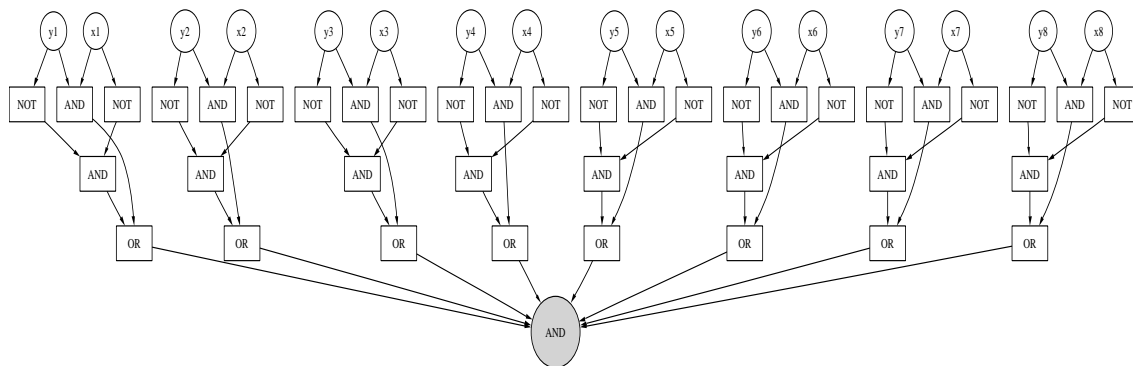 y1 x1 y2 x2 y3 x3 y4 x4 y5 x5 y6 x6 y7 x7 y8 x8
NOT AND NOT NOT AND NOT NOT AND NOT NOT AND NOT NOT AND NOT NOT AND NOT NOT AND NOT NOT AND NOT
AND AND AND AND AND AND AND AND
OR OR OR OR OR OR OR OR
AND